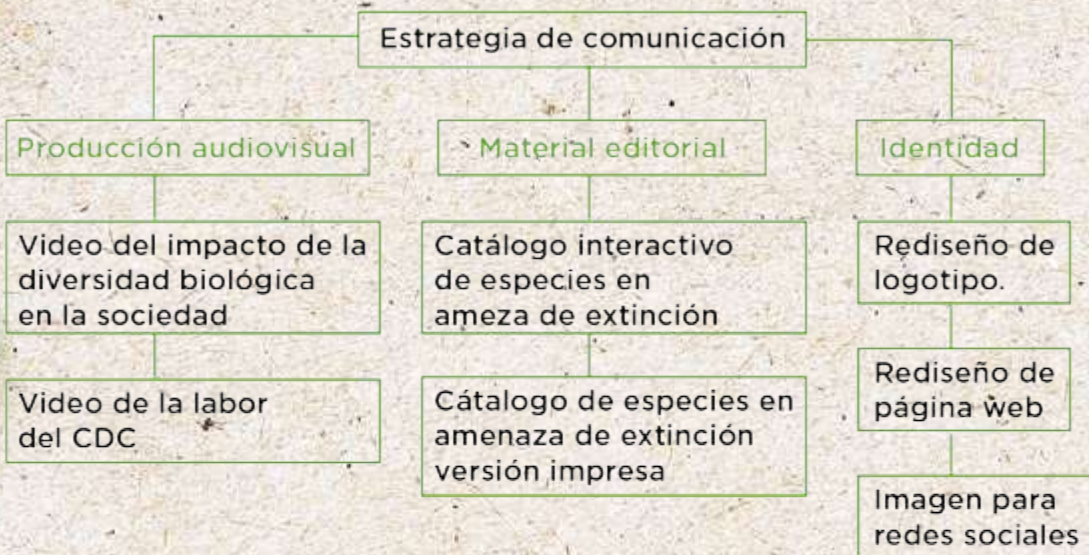 Estrategia de comunicación
Producción audiovisual
Video del impacto de la
diversidad biológica
en la sociedad
Video de la labor
del CDC
Material editorial
Catálogo interactivo
de especies en
ameza de extinción
Cátalogo de especies en
amenaza de extinción
versión impresa
Identidad
Rediseño de
logotipo.
Rediseño de
página web
Imagen para
redes sociales